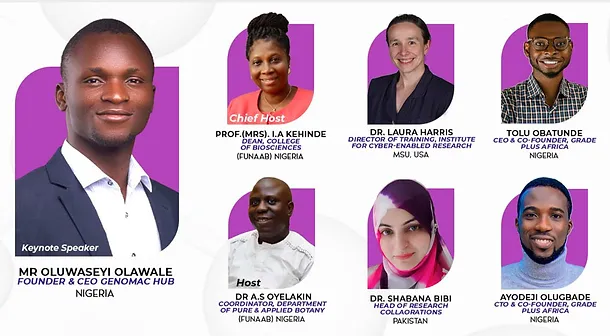 Keynote Speaker
MR OLUWASEYI OLAWALE
FOUNDER & CEO GENOMAC HUB
NIGERIA
Chief Host
PROF.(MRS). I.A KEHINDE
DEAN, COLLEGE
OF BIOSCIENCES
(FUNAAB) NIGERIA
DR. LAURA HARRIS
DIRECTOR OF TRAINING, INSTITUTE
FOR CYBER-ENABLED RESEARCH
MSU, USA
TOLU OBATUNDE
CEO & CO-FOUNDER, GRADE
PLUS AFRICA
NIGERIA
Host
DR A.S OYELAKIN
COORDINATOR, DEPARTMENT
OF PURE & APPLIED BOTANY
(FUNAAB) NIGERIA
DR. SHABANA BIBI
HEAD OF RESEARCH
COLLAORATIONS
PAKISTAN
AYODEJI OLUGBADE
CTO & CO-FOUNDER, GRADE
PLUS AFRICA
NIGERIA